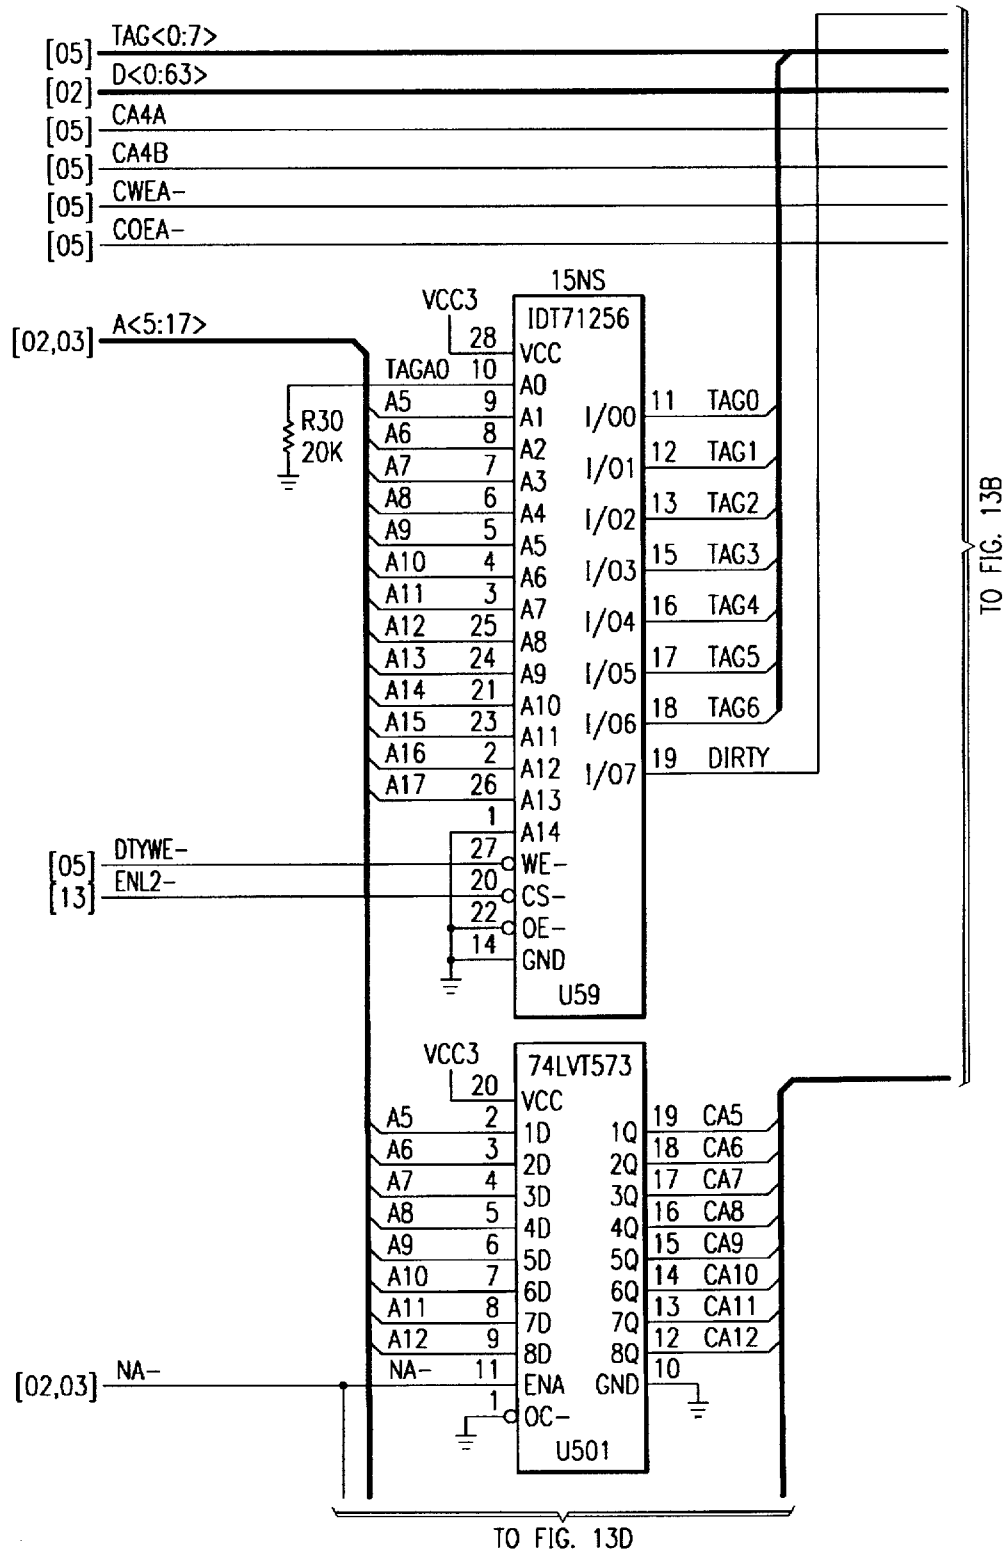 [05] TAG<0:7>
[02] D<0:63>
[05] CA4A
[05] CA4B
[05] CWEA-
[05] COEA-
15NS
VCC3 IDT71256
[02,03] A<5:17>
28 VCC
TAGA0 10 A0
A5 9 A1 I/O0 11 TAG0
R30
20K
A6 8 A2
A7 7 A3 I/O1 12 TAG1
A8 6 A4 I/O2 13 TAG2
A9 5 A5
A10 4 A6 I/O3 15 TAG3
A11 3 A7
A12 25 A8 I/O4 16 TAG4
A13 24 A9 I/O5 17 TAG5
A14 21 A10
A15 23 A11 I/O6 18 TAG6
A16 2 A12 I/O7 19 DIRTY
A17 26 A13
1 A14
[05] DTYWE- 27 WE-
[13] ENL2- 20 CS-
22 OE-
14 GND
U59
TO FIG. 13B
VCC3 74LVT573
20 VCC
A5 2 1D 1Q 19 CA5
A6 3 2D 2Q 18 CA6
A7 4 3D 3Q 17 CA7
A8 5 4D 4Q 16 CA8
A9 6 5D 5Q 15 CA9
A10 7 6D 6Q 14 CA10
A11 8 7D 7Q 13 CA11
A12 9 8D 8Q 12 CA12
[02,03] NA- NA- 11 ENA GND 10
1 OC-
U501
TO FIG. 13D